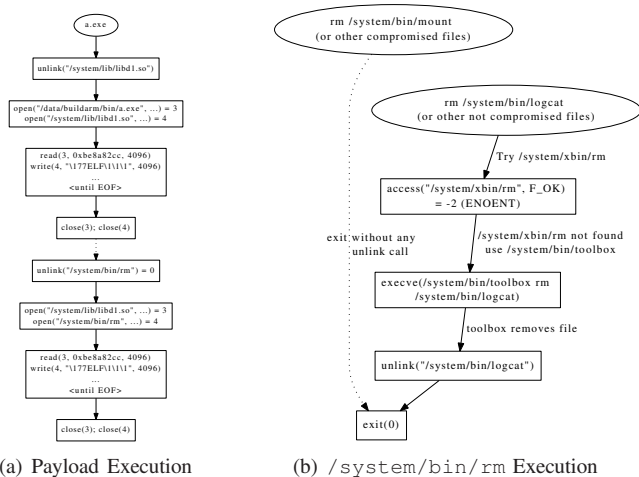 a.exe
unlink("/system/lib/libd1.so")
open("/data/buildarm/bin/a.exe", ...) = 3
open("/system/lib/libd1.so", ...) = 4
read(3, 0xbe8a82cc, 4096)
write(4, "\177ELF\1\1\1", 4096)
...
<until EOF>
close(3); close(4)
unlink("/system/bin/rm") = 0
open("/system/lib/libd1.so", ...) = 3
open("/system/bin/rm", ...) = 4
read(3, 0xbe8a82cc, 4096)
write(4, "\177ELF\1\1\1", 4096)
...
<until EOF>
close(3); close(4)
(a) Payload Execution
rm /system/bin/mount
(or other compromised files)
rm /system/bin/logcat
(or other not compromised files)
Try /system/xbin/rm
access("/system/xbin/rm", F_OK)
= -2 (ENOENT)
exit without any
unlink call
/system/xbin/rm not found
use /system/bin/toolbox
execve(/system/bin/toolbox rm
/system/bin/logcat)
toolbox removes file
unlink("/system/bin/logcat")
exit(0)
(b) /system/bin/rm Execution